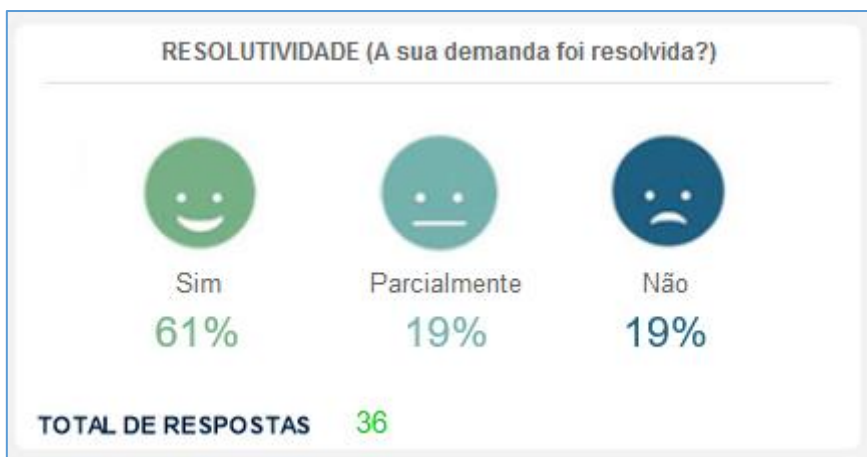 RESOLUTIVIDADE (A sua demanda foi resolvida?)
Sim Parcialmente Não
61% 19% 19%
TOTAL DE RESPOSTAS 36